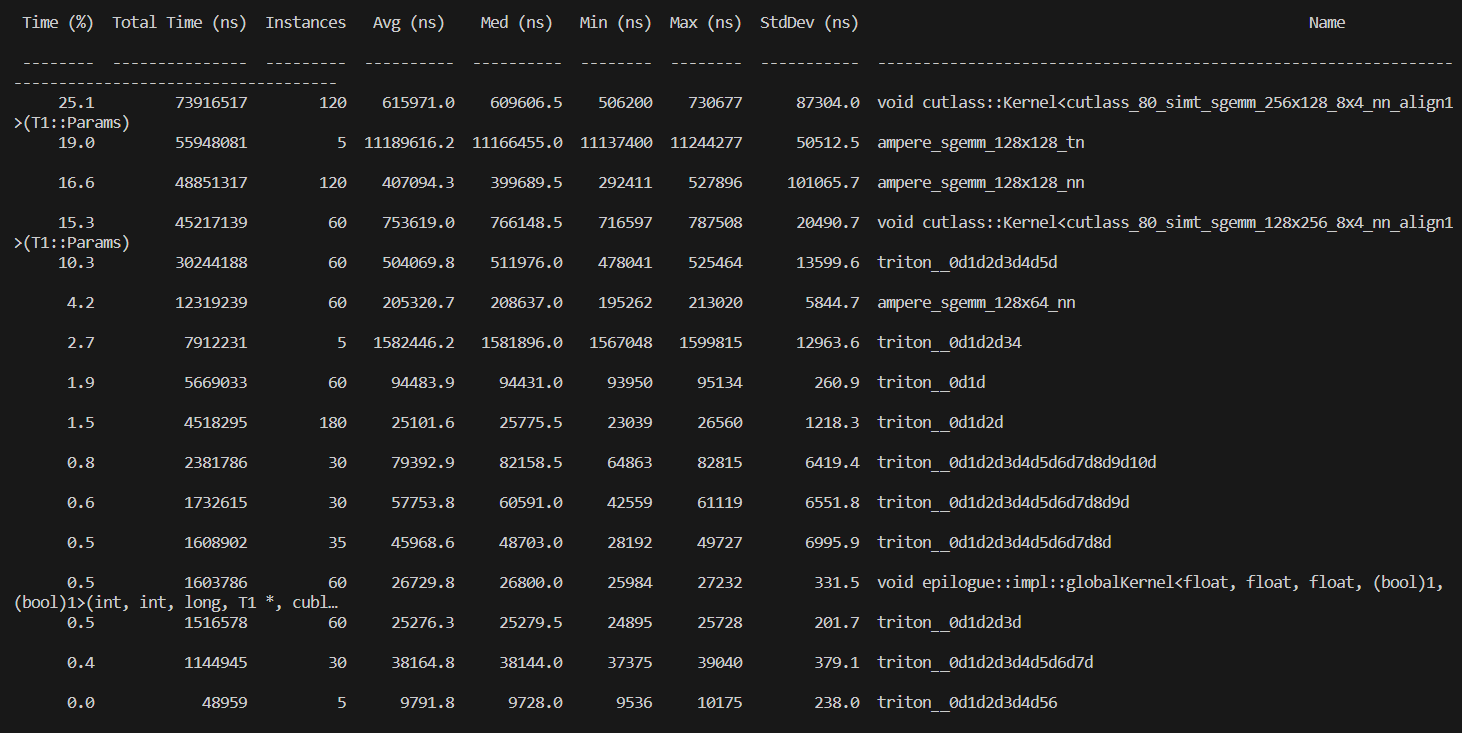 Time (%)  Total Time (ns)  Instances   Avg (ns)    Med (ns)   Min (ns)  Max (ns)  StdDev (ns)                                                  Name
--------  ---------------  ---------  ----------  ----------  --------  --------  -----------  ----------------------------------------------------------------
------------------------------------
25.1         73916517        120    615971.0    609606.5    506200    730677      87304.0  void cutlass::Kernel<cutlass_80_simt_sgemm_256x128_8x4_nn_align1
>(T1::Params)
19.0         55948081          5  11189616.2  11166455.0  11137400  11244277      50512.5  ampere_sgemm_128x128_tn
16.6         48851317        120    407094.3    399689.5    292411    527896     101065.7  ampere_sgemm_128x128_nn
15.3         45217139         60    753619.0    766148.5    716597    787508      20490.7  void cutlass::Kernel<cutlass_80_simt_sgemm_128x256_8x4_nn_align1
>(T1::Params)
10.3         30244188         60    504069.8    511976.0    478041    525464      13599.6  triton__0d1d2d3d4d5d
4.2         12319239         60    205320.7    208637.0    195262    213020       5844.7  ampere_sgemm_128x64_nn
2.7          7912231          5   1582446.2   1581896.0   1567048   1599815      12963.6  triton__0d1d2d34
1.9          5669033         60     94483.9     94431.0     93950     95134        260.9  triton__0d1d
1.5          4518295        180     25101.6     25775.5     23039     26560       1218.3  triton__0d1d2d
0.8          2381786         30     79392.9     82158.5     64863     82815       6419.4  triton__0d1d2d3d4d5d6d7d8d9d10d
0.6          1732615         30     57753.8     60591.0     42559     61119       6551.8  triton__0d1d2d3d4d5d6d7d8d9d
0.5          1608902         35     45968.6     48703.0     28192     49727       6995.9  triton__0d1d2d3d4d5d6d7d8d
0.5          1603786         60     26729.8     26800.0     25984     27232        331.5  void epilogue::impl::globalKernel<float, float, float, (bool)1,
(bool)1>(int, int, long, T1 *, cubl…
0.5          1516578         60     25276.3     25279.5     24895     25728        201.7  triton__0d1d2d3d
0.4          1144945         30     38164.8     38144.0     37375     39040        379.1  triton__0d1d2d3d4d5d6d7d
0.0            48959          5      9791.8      9728.0      9536     10175        238.0  triton__0d1d2d3d4d56